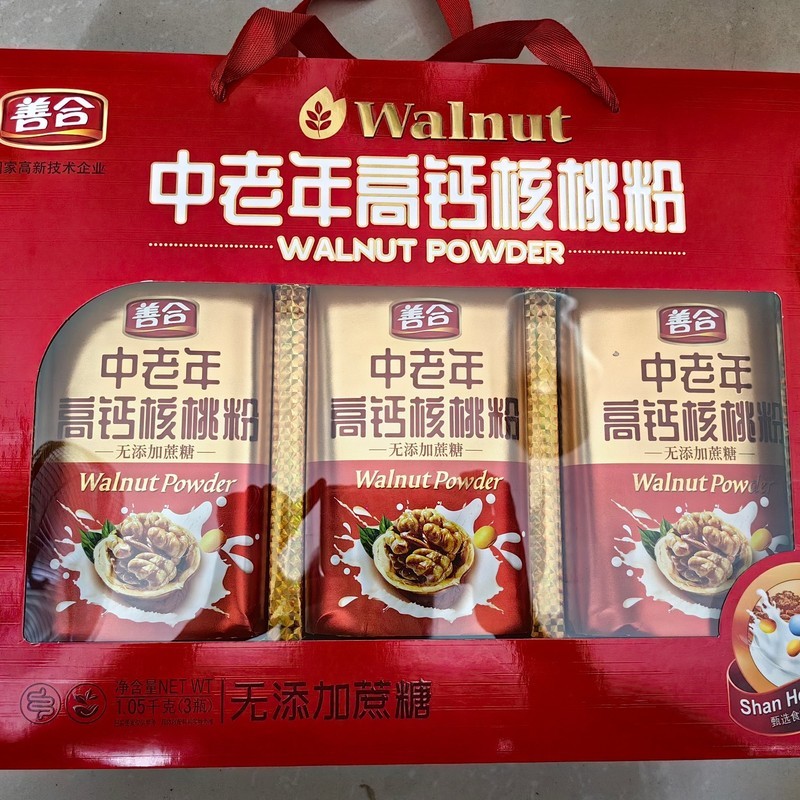 善合
国家高新技术企业
Walnut
中老年高钙核桃粉
WALNUT POWDER
善合
中老年
高钙核桃粉
无添加蔗糖
Walnut Powder
善合
中老年
高钙核桃粉
无添加蔗糖
Walnut Powder
善合
中老年
高钙核桃粉
无添加蔗糖
Walnut Powder
净含量NET WT
1.05千克(3瓶)
无添加蔗糖
Shan He
甄选食